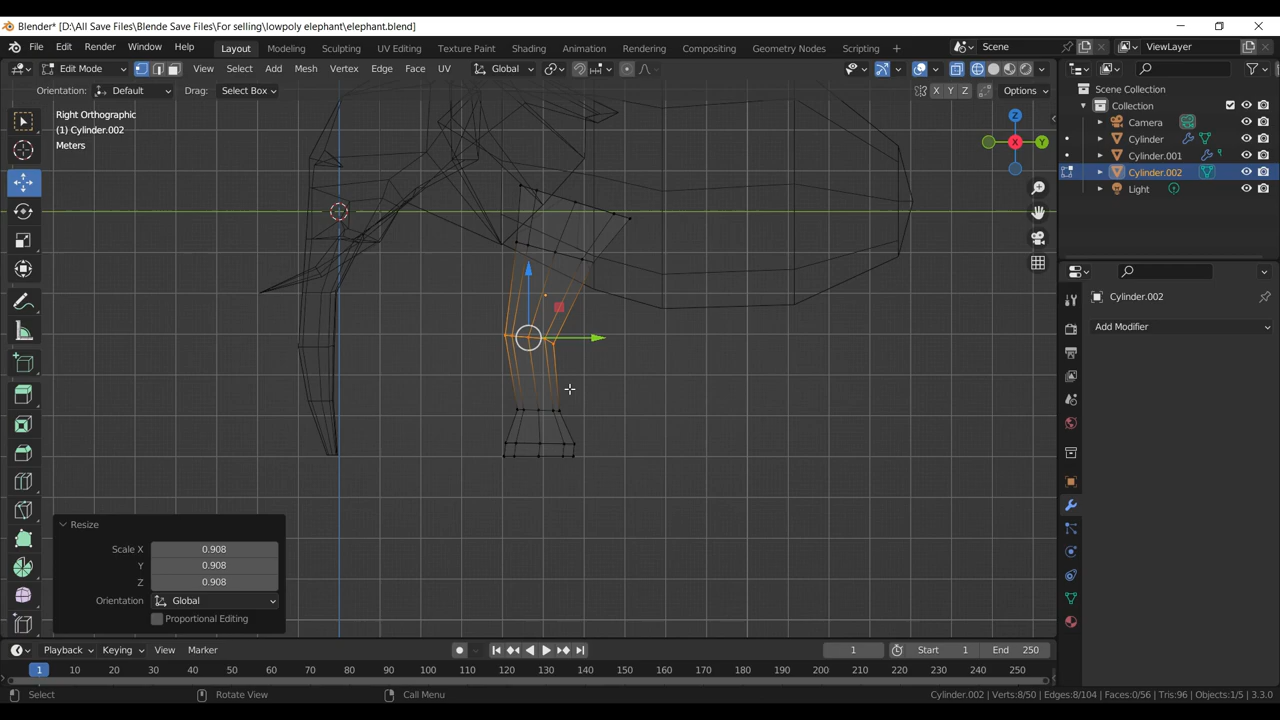 Blender* [D:\All Save Files\Blende Save Files\For selling\lowpoly elephant\elephant.blend]
File Edit Render Window Help Layout Modeling Sculpting UV Editing Texture Paint Shading Animation Rendering Compositing Geometry Nodes Scripting + Scene ViewLayer
Edit Mode View Select Add Mesh Vertex Edge Face UV Global
Orientation: Default Drag: Select Box X Y Z Options
Scene Collection
Collection
Camera
Cylinder
Cylinder.001
Cylinder.002
Light
Right Orthographic
(1) Cylinder.002
Meters
Z
X
Y
Cylinder.002
Add Modifier
Resize
Scale X 0.908
Y 0.908
Z 0.908
Orientation Global
Proportional Editing
Playback Keying View Marker 1 Start 1 End 250
1 10 20 30 40 50 60 70 80 90 100 110 120 130 140 150 160 170 180 190 200 210 220 230 240 250
Select Rotate View Call Menu Cylinder.002 | Verts:8/50 | Edges:8/104 | Faces:0/56 | Tris:96 | Objects:1/5 | 3.3.0